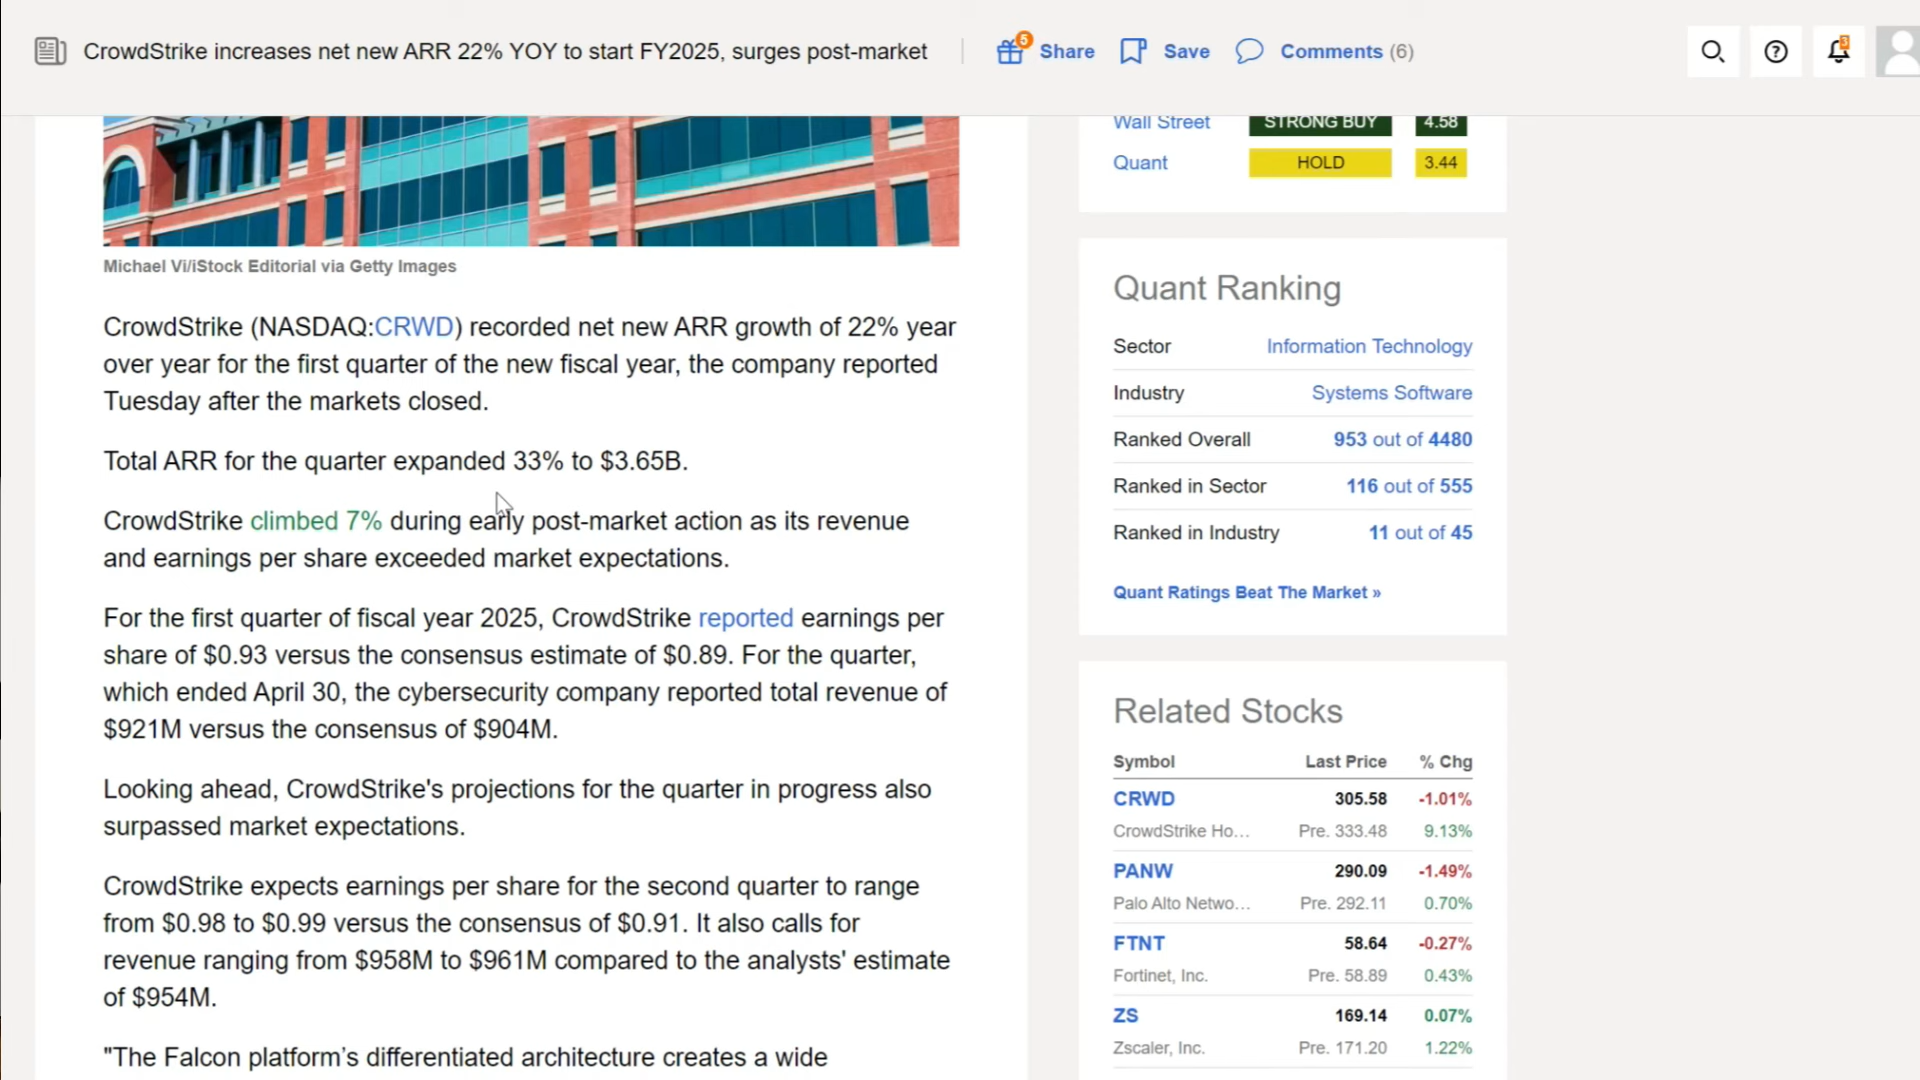 CrowdStrike increases net new ARR 22% YOY to start FY2025, surges post-market
5
Share
Save
Comments (6)
3
Michael Vi/iStock Editorial via Getty Images
CrowdStrike (NASDAQ:CRWD) recorded net new ARR growth of 22% year
over year for the first quarter of the new fiscal year, the company reported
Tuesday after the markets closed.
Total ARR for the quarter expanded 33% to $3.65B.
CrowdStrike climbed 7% during early post-market action as its revenue
and earnings per share exceeded market expectations.
For the first quarter of fiscal year 2025, CrowdStrike reported earnings per
share of $0.93 versus the consensus estimate of $0.89. For the quarter,
which ended April 30, the cybersecurity company reported total revenue of
$921M versus the consensus of $904M.
Looking ahead, CrowdStrike's projections for the quarter in progress also
surpassed market expectations.
CrowdStrike expects earnings per share for the second quarter to range
from $0.98 to $0.99 versus the consensus of $0.91. It also calls for
revenue ranging from $958M to $961M compared to the analysts' estimate
of $954M.
"The Falcon platform’s differentiated architecture creates a wide
Wall Street STRONG BUY 4.58
Quant HOLD 3.44
Quant Ranking
Sector Information Technology
Industry Systems Software
Ranked Overall 953 out of 4480
Ranked in Sector 116 out of 555
Ranked in Industry 11 out of 45
Quant Ratings Beat The Market »
Related Stocks
Symbol Last Price % Chg
CRWD 305.58 -1.01%
CrowdStrike Ho... Pre. 333.48 9.13%
PANW 290.09 -1.49%
Palo Alto Netwo... Pre. 292.11 0.70%
FTNT 58.64 -0.27%
Fortinet, Inc. Pre. 58.89 0.43%
ZS 169.14 0.07%
Zscaler, Inc. Pre. 171.20 1.22%